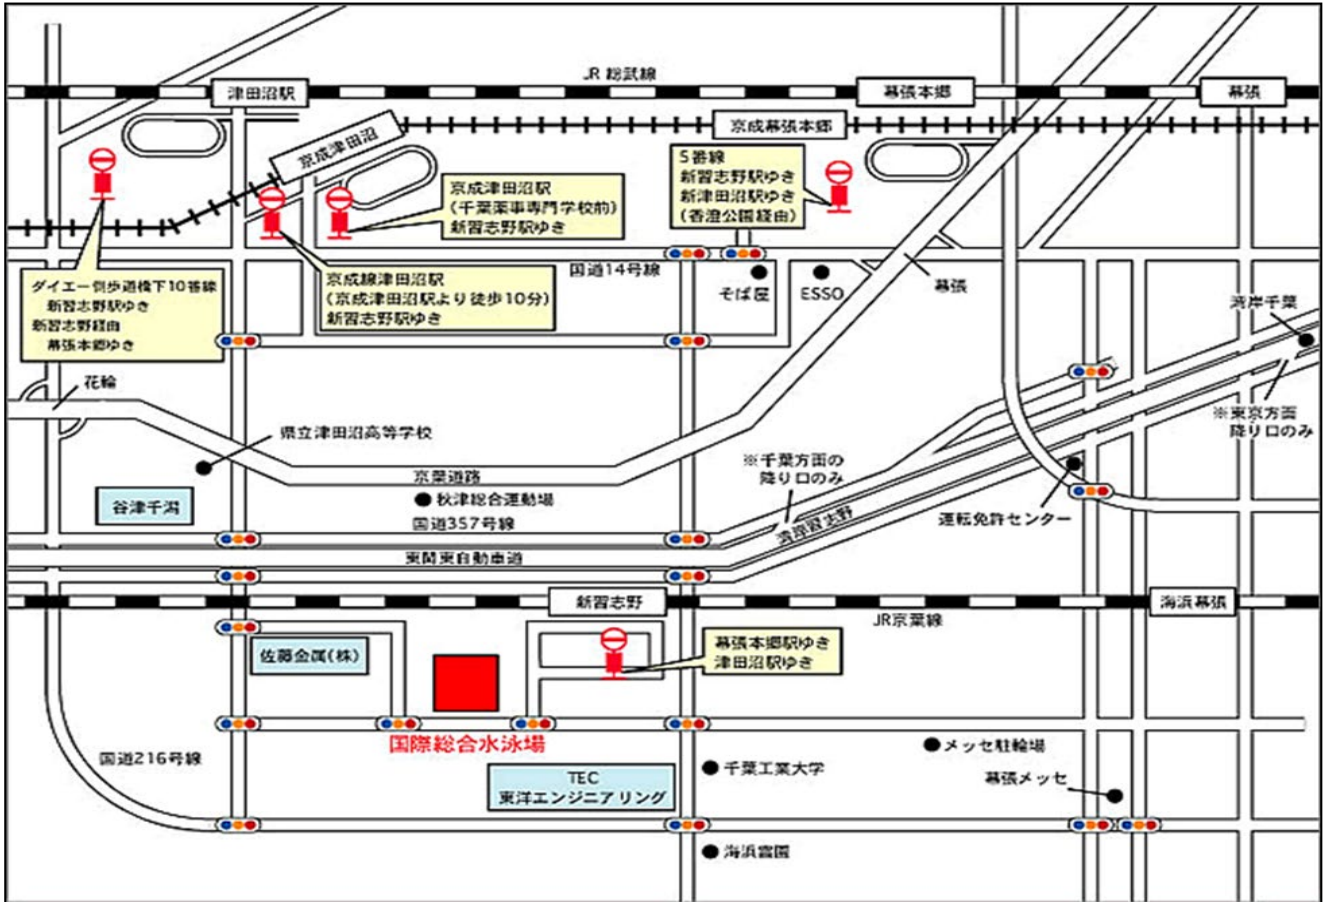 JR 総武線
津田沼駅
幕張本郷
幕張
京成津田沼
京成幕張本郷
5番線
新習志野駅ゆき
新津田沼駅ゆき
(香澄公園経由)
京成津田沼駅
(千葉薬事専門学校前)
新習志野駅ゆき
国道14号線
京成線津田沼駅
(京成津田沼駅より徒歩10分)
新習志野駅ゆき
ダイエー側歩道橋下10番線
新習志野駅ゆき
新習志野経由
幕張本郷ゆき
そば屋
ESSO
幕張
湾岸千葉
花輪
※東京方面
降り口のみ
県立津田沼高等学校
※千葉方面の
降り口のみ
京葉道路
谷津干潟
秋津総合運動場
国道357号線
湾岸習志野
運転免許センター
東関東自動車道
新習志野
海浜幕張
JR京葉線
佐藤金属(株)
幕張本郷駅ゆき
津田沼駅ゆき
国際総合水泳場
国道216号線
メッセ駐輪場
千葉工業大学
幕張メッセ
TEC
東洋エンジニアリング
海浜霊園